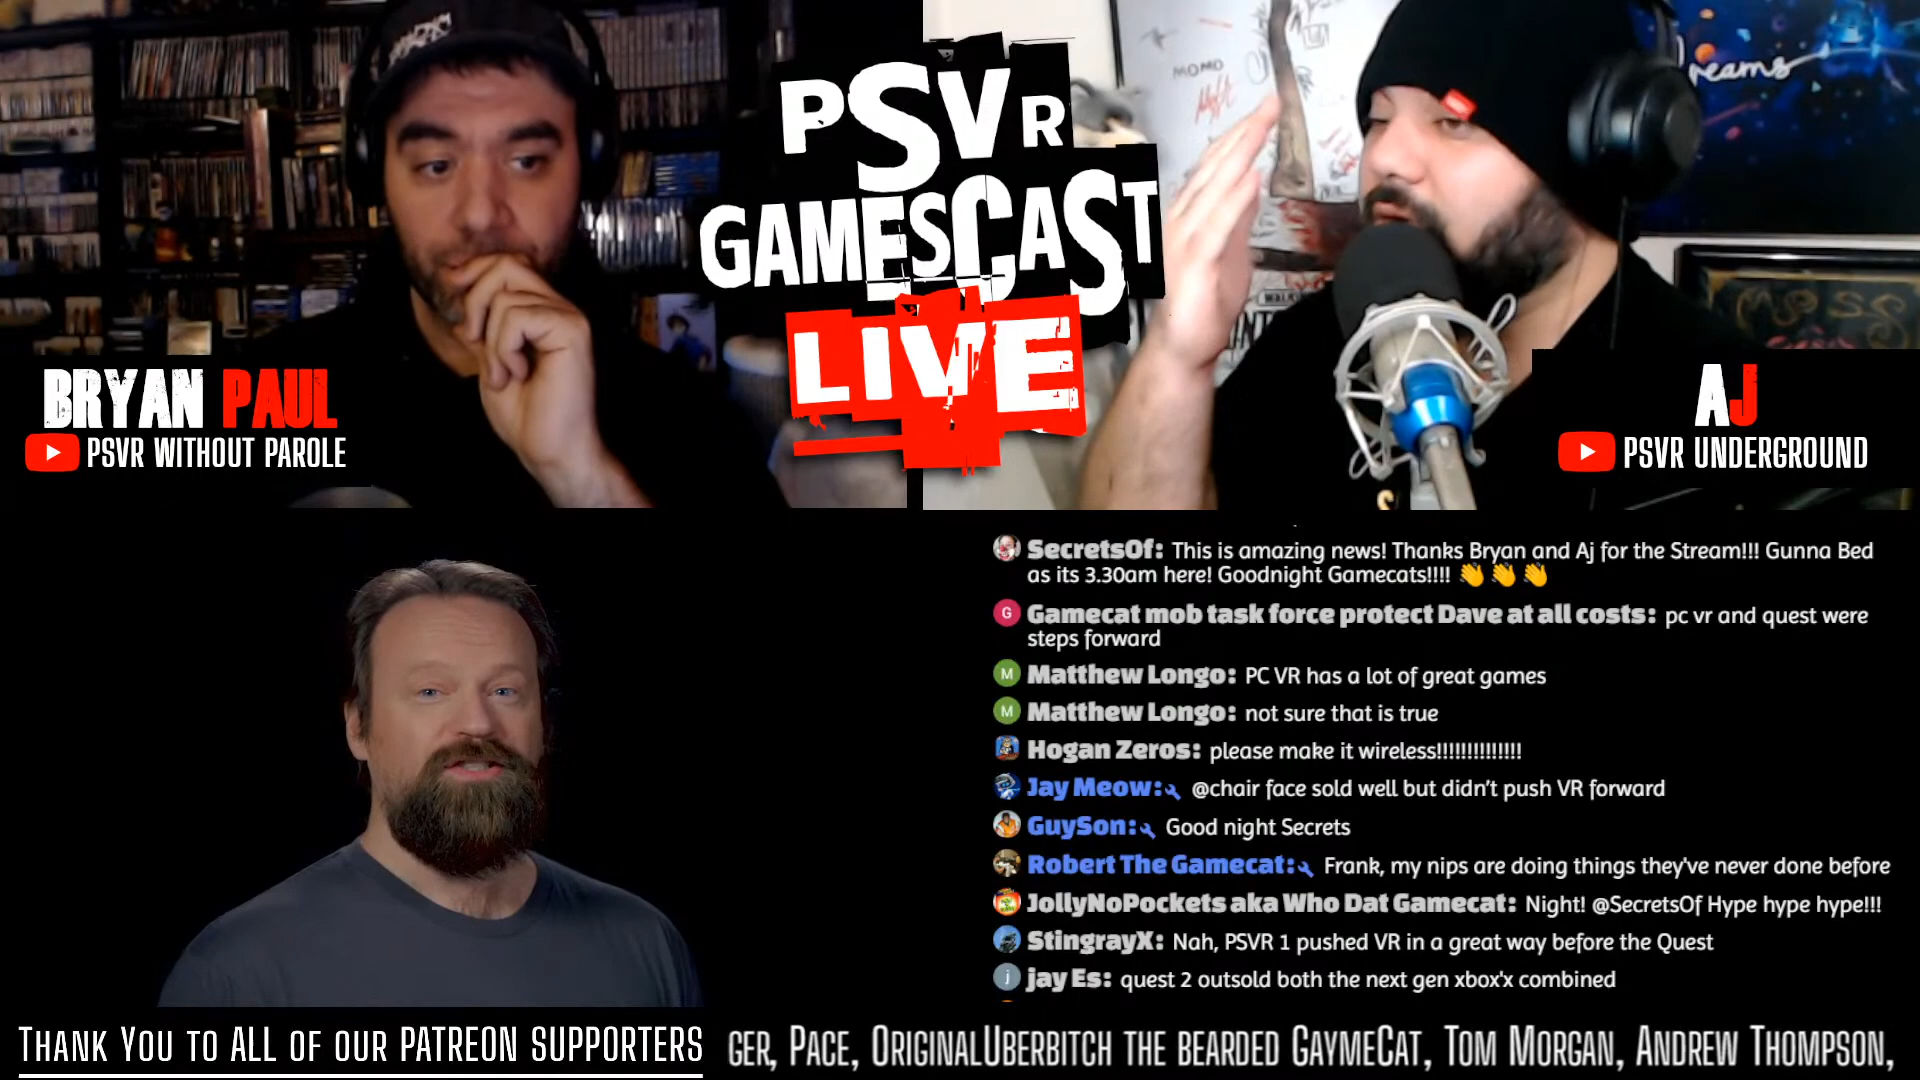 PSVR
GAMESCAST
LIVE
MOMO
reams
MOSS
BRYAN PAUL
PSVR WITHOUT PAROLE
AJ
PSVR UNDERGROUND
SecretsOf: This is amazing news! Thanks Bryan and Aj for the Stream!!! Gunna Bed
as its 3.30am here! Goodnight Gamecats!!!! 👋 👋 👋
G Gamecat mob task force protect Dave at all costs: pc vr and quest were
steps forward
M Matthew Longo: PC VR has a lot of great games
M Matthew Longo: not sure that is true
Hogan Zeros: please make it wireless!!!!!!!!!!!!!!
Jay Meow: @chair face sold well but didn't push VR forward
GuySon: Good night Secrets
Robert The Gamecat: Frank, my nips are doing things they've never done before
JollyNoPockets aka Who Dat Gamecat: Night! @SecretsOf Hype hype hype!!!
StingrayX: Nah, PSVR 1 pushed VR in a great way before the Quest
j jay Es: quest 2 outsold both the next gen xbox'x combined
THANK YOU TO ALL OF OUR PATREON SUPPORTERS GER, PACE, ORIGINALUBERBITCH THE BEARDED GAYMECAT, TOM MORGAN, ANDREW THOMPSON,